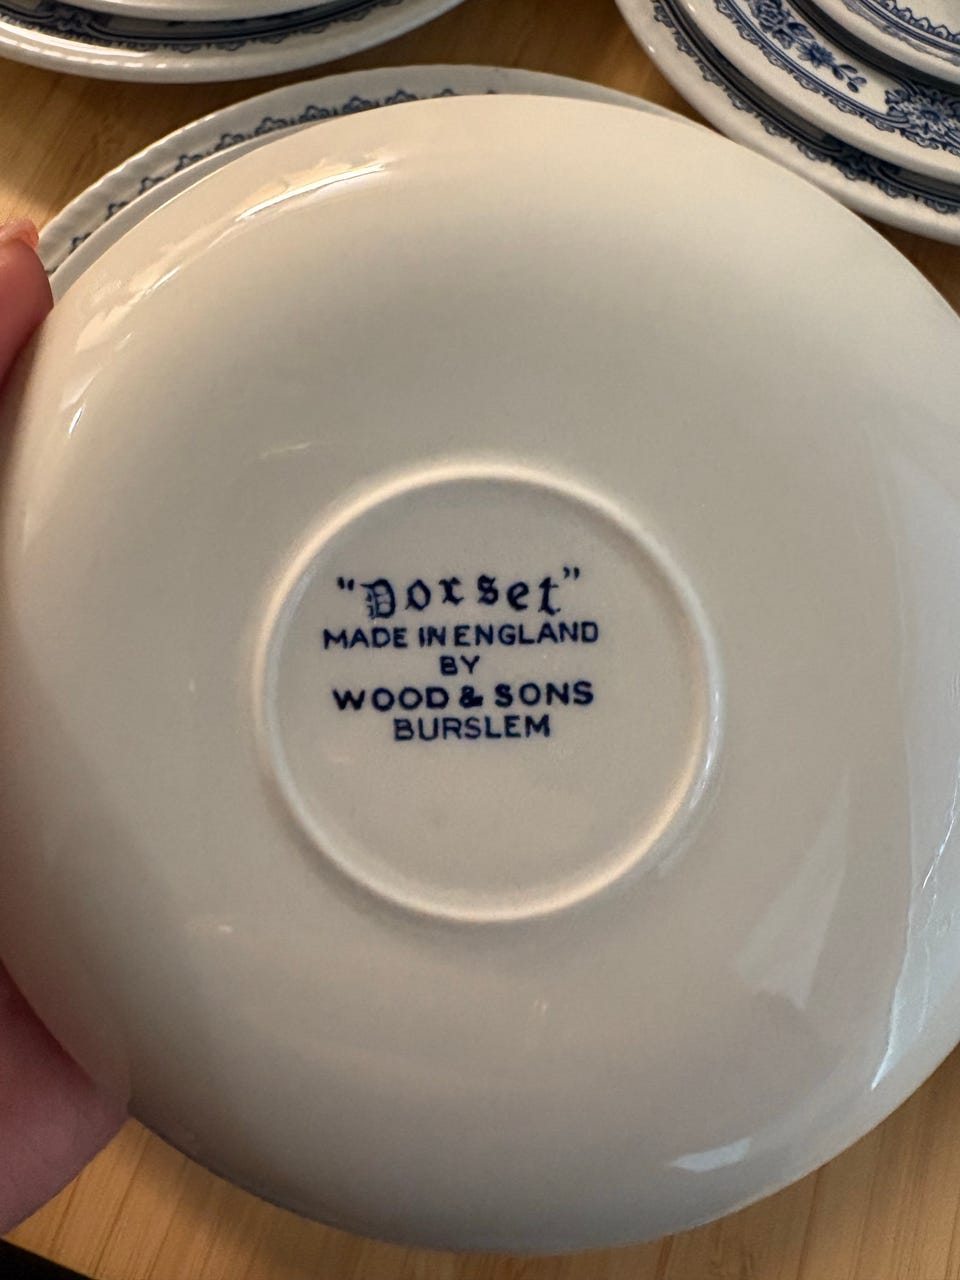 "Dorset"
MADE IN ENGLAND
BY
WOOD & SONS
BURSLEM